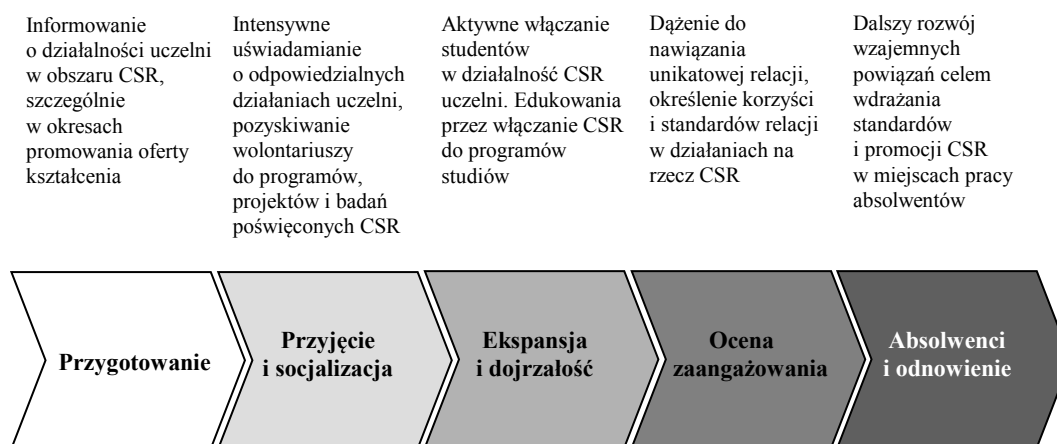 Informowanie
o działalności uczelni
w obszaru CSR,
szczególnie
w okresach
promowania oferty
kształcenia
Intensywne
uświadamianie
o odpowiedzialnych
działaniach uczelni,
pozyskiwanie
wolontariuszy
do programów,
projektów i badań
poświęconych CSR
Aktywne włączanie
studentów
w działalność CSR
uczelni. Edukowania
przez włączanie CSR
do programów
studiów
Dążenie do
nawiązania
unikatowej relacji,
określenie korzyści
i standardów relacji
w działaniach na
rzecz CSR
Dalszy rozwój
wzajemnych
powiązań celem
wdrażania
standardów
i promocji CSR
w miejscach pracy
absolwentów
Przygotowanie
Przyjęcie
i socjalizacja
Ekspansja
i dojrzałość
Ocena
zaangażowania
Absolwenci
i odnowienie